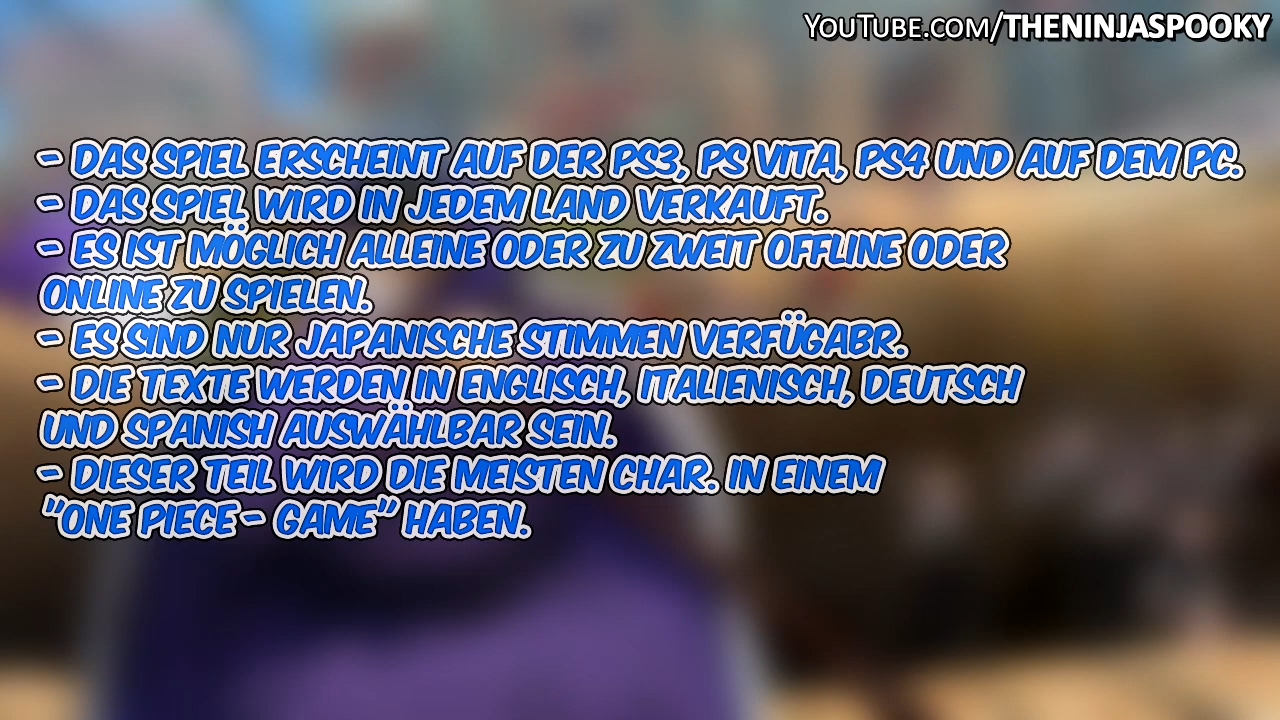 YouTube.com/THENINJASPOOKY
- DAS SPIEL ERSCHEINT AUF DER PS3, PS VITA, PS4 UND AUF DEM PC.
- DAS SPIEL WIRD IN JEDEM LAND VERKAUFT.
- ES IST MÖGLICH ALLEINE ODER ZU ZWEIT OFFLINE ODER
ONLINE ZU SPIELEN.
- ES SIND NUR JAPANISCHE STIMMEN VERFÜGABR.
- DIE TEXTE WERDEN IN ENGLISCH, ITALIENISCH, DEUTSCH
UND SPANISH AUSWÄHLBAR SEIN.
- DIESER TEIL WIRD DIE MEISTEN CHAR. IN EINEM
"ONE PIECE - GAME" HABEN.